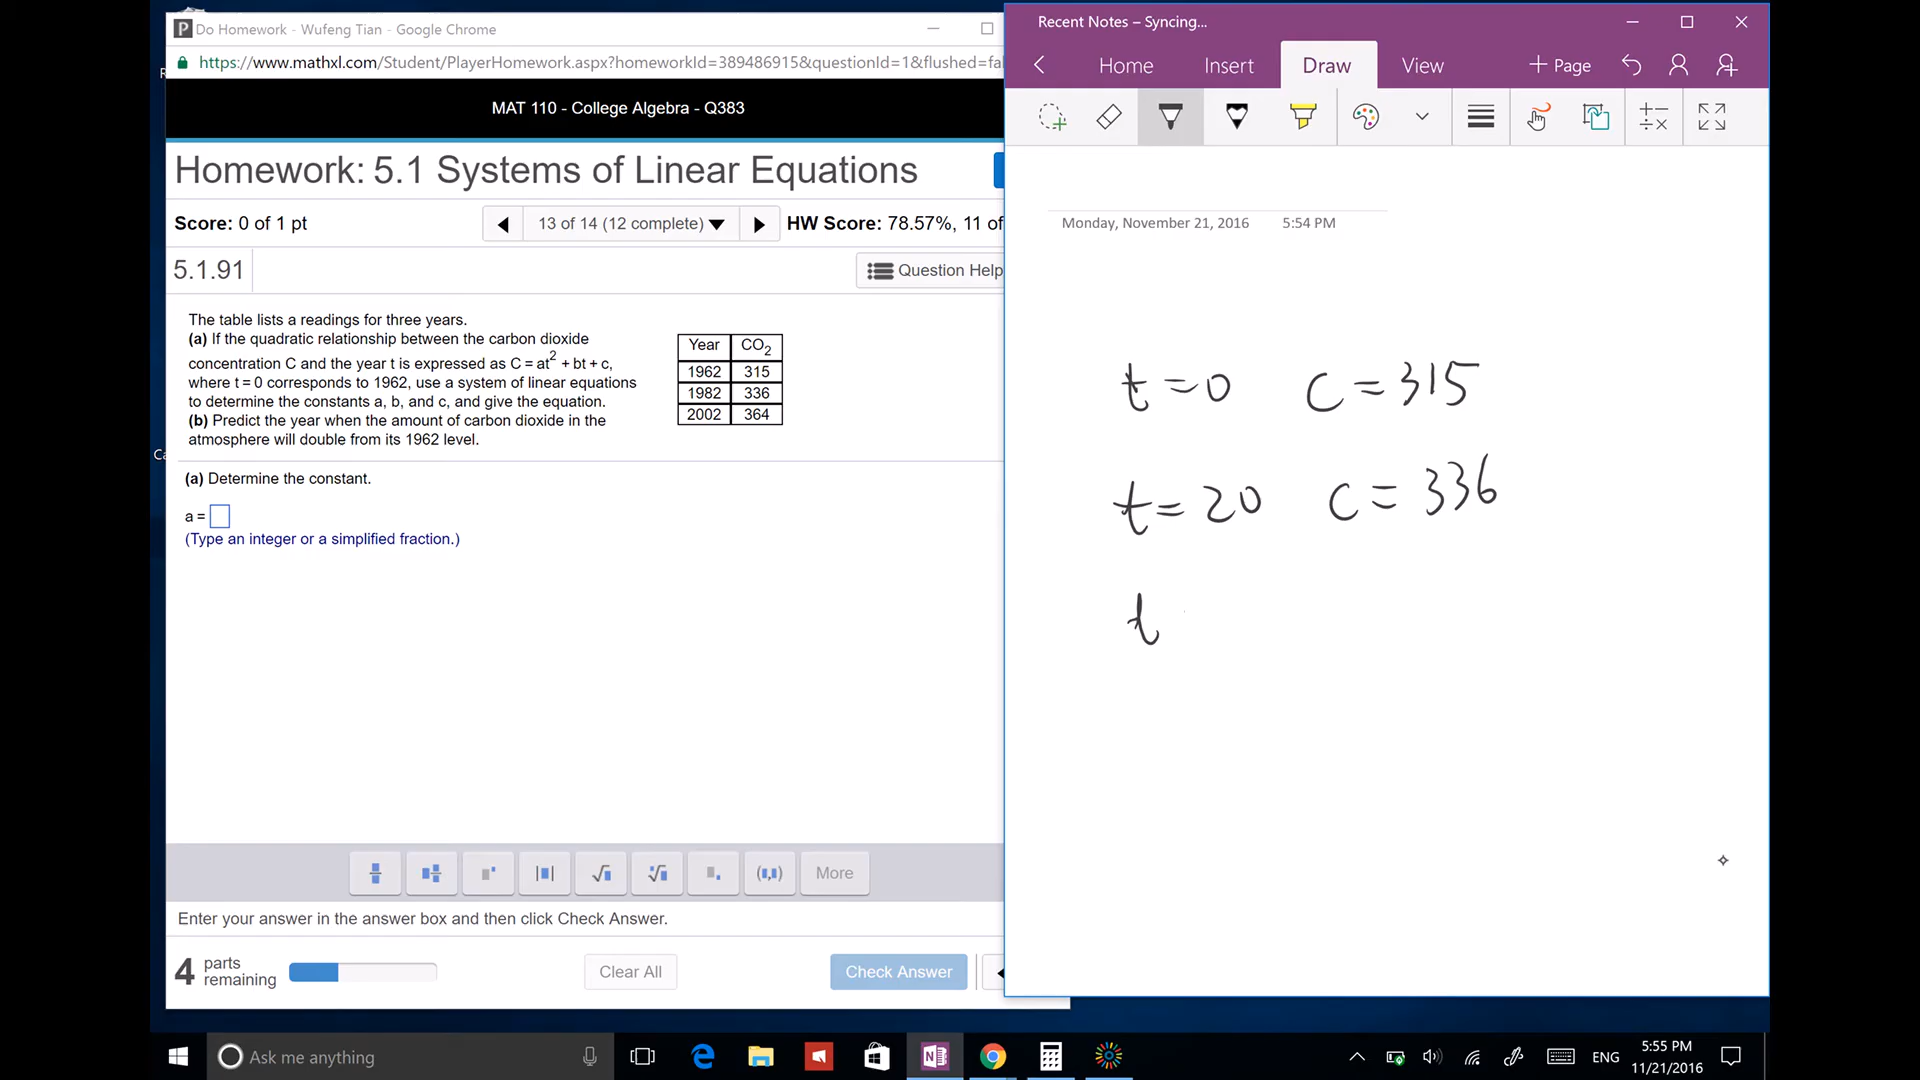 Do Homework - Wufeng Tian - Google Chrome
https://www.mathxl.com/Student/PlayerHomework.aspx?homeworkId=389486915&questionId=1&flushed=fal
MAT 110 - College Algebra - Q383
Homework: 5.1 Systems of Linear Equations
Score: 0 of 1 pt
13 of 14 (12 complete)
HW Score: 78.57%, 11 of
5.1.91
Question Help
The table lists a readings for three years.
(a) If the quadratic relationship between the carbon dioxide
concentration C and the year t is expressed as C = at² + bt + c,
where t = 0 corresponds to 1962, use a system of linear equations
to determine the constants a, b, and c, and give the equation.
(b) Predict the year when the amount of carbon dioxide in the
atmosphere will double from its 1962 level.
Year CO₂
1962 315
1982 336
2002 364
(a) Determine the constant.
a =
(Type an integer or a simplified fraction.)
More
Enter your answer in the answer box and then click Check Answer.
4 parts remaining
Clear All
Check Answer
Recent Notes – Syncing...
Home Insert Draw View + Page
Monday, November 21, 2016 5:54 PM
t = 0 C = 315
t = 20 C = 336
t
Ask me anything
ENG
5:55 PM
11/21/2016